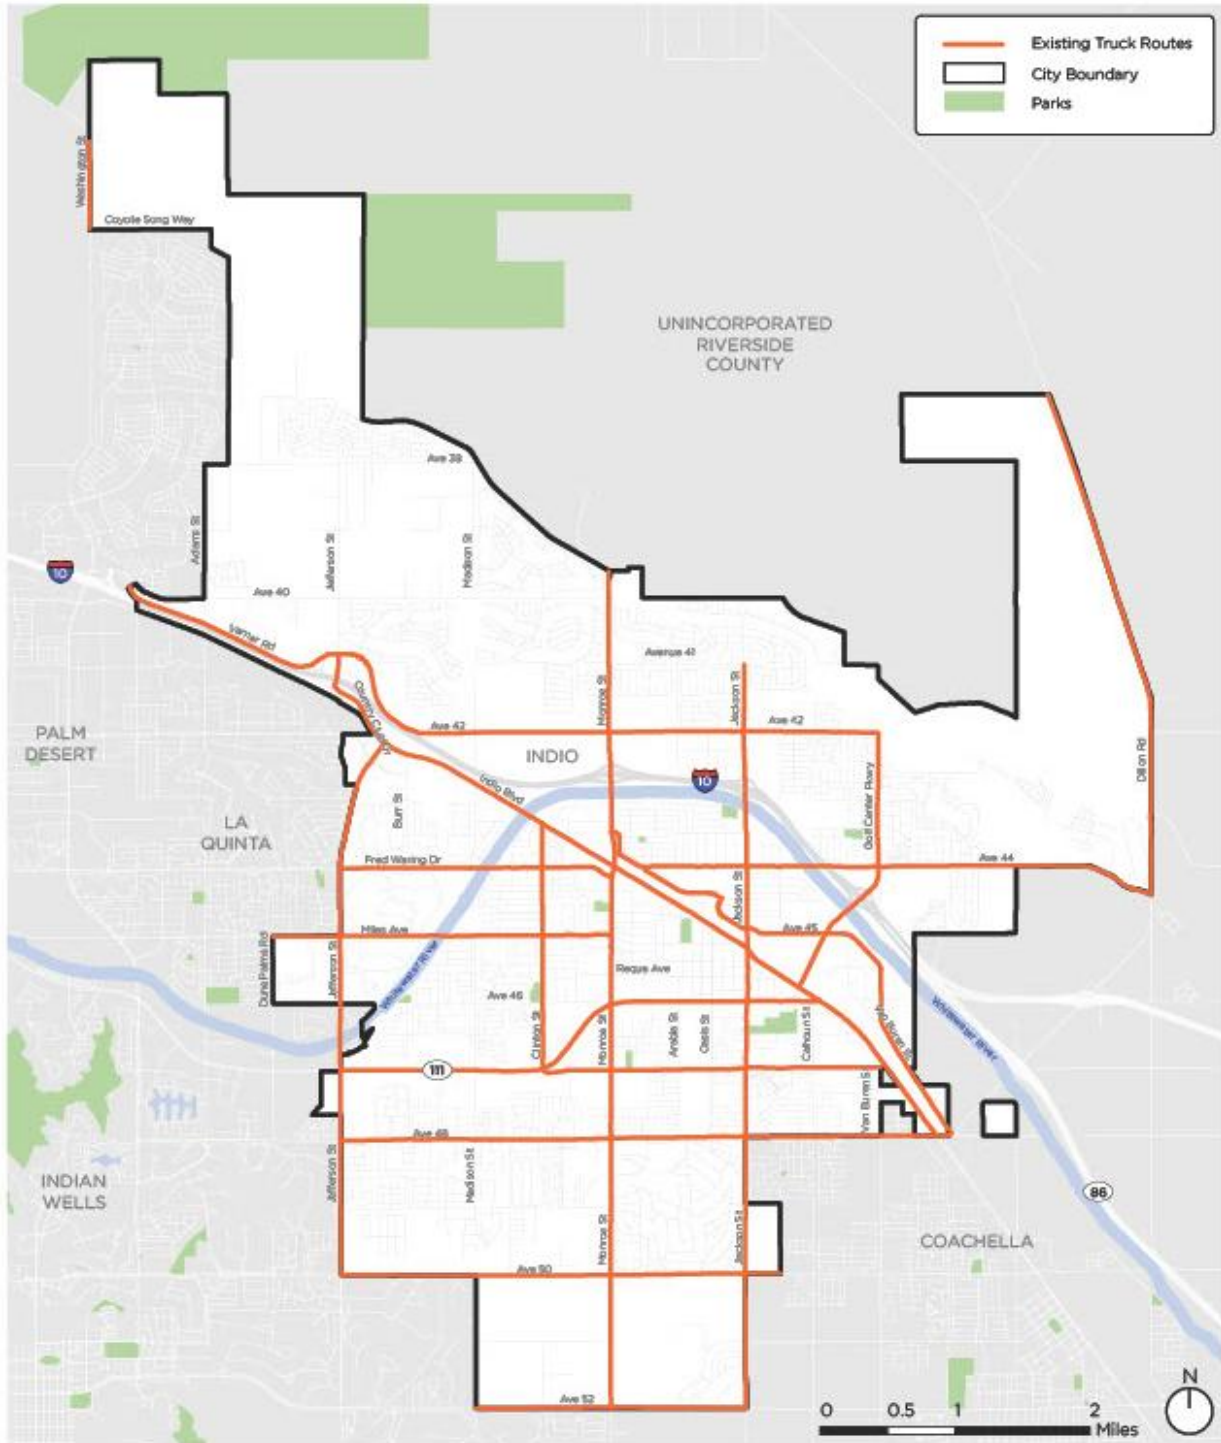 Existing Truck Routes
City Boundary
Parks
Washington St
Coyote Song Way
UNINCORPORATED
RIVERSIDE
COUNTY
Ave 38
Adams St
Jefferson St
Madison St
10
Ave 40
Varner Rd
Avenue 41
Monroe St
Jackson St
Country Club Dr
Ave 42
Ave 42
PALM
DESERT
INDIO
10
Dillon Rd
Indio Blvd
Golf Center Pkwy
Burr St
LA
QUINTA
Fred Waring Dr
Ave 44
Jackson St
Miles Ave
Ave 45
Dune Palms Rd
Jefferson St
Whitewater River
Requa Ave
Ave 46
Clinton St
Monroe St
Arabia St
Oasis St
Calhoun St
Van Buren St
Whitewater River
111
Van Buren St
Ave 48
Jefferson St
Madison St
INDIAN
WELLS
86
Monroe St
Jackson St
COACHELLA
Ave 50
Ave 52
N
0 0.5 1 2
Miles